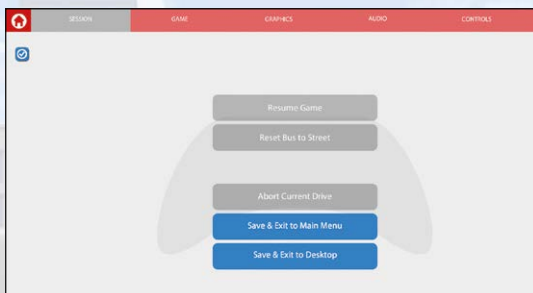 SESSION
GAME
GRAPHICS
AUDIO
CONTROLS
Resume Game
Reset Bus to Street
Abort Current Drive
Save & Exit to Main Menu
Save & Exit to Desktop